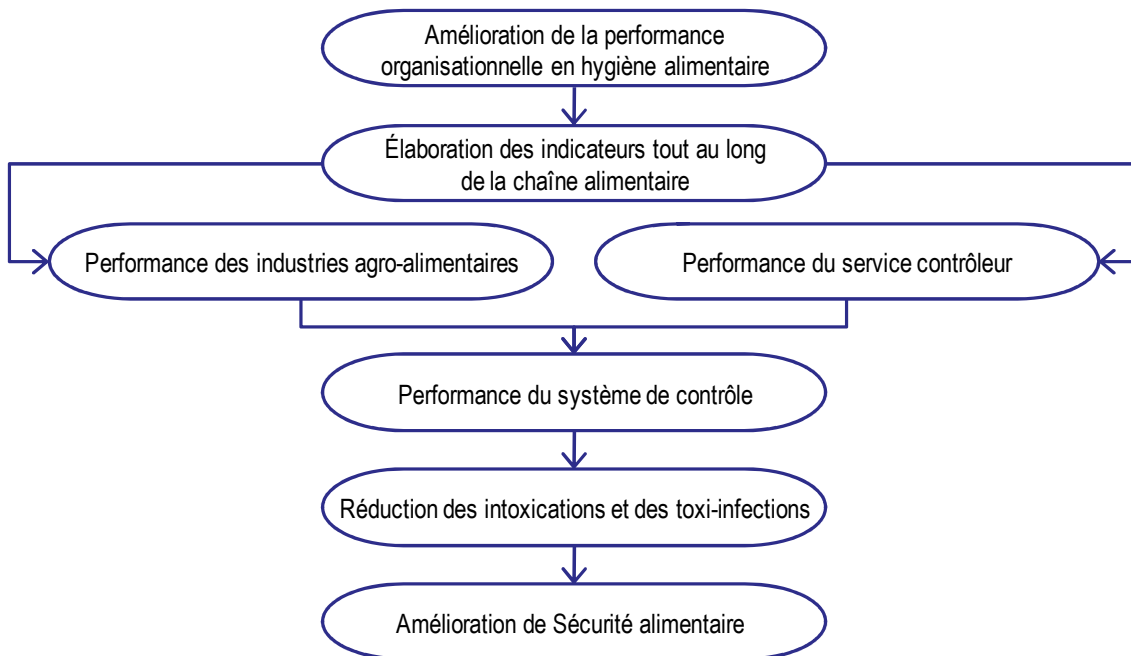 Amélioration de la performance
organisationnelle en hygiène alimentaire
Élaboration des indicateurs tout au long
de la chaîne alimentaire
Performance des industries agro-alimentaires
Performance du service contrôleur
Performance du système de contrôle
Réduction des intoxications et des toxi-infections
Amélioration de Sécurité alimentaire